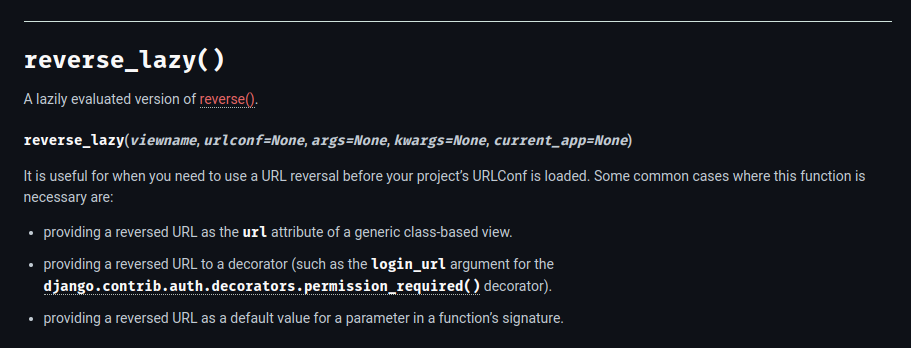 reverse_lazy()
A lazily evaluated version of reverse().
reverse_lazy(viewname, urlconf=None, args=None, kwargs=None, current_app=None)
It is useful for when you need to use a URL reversal before your project’s URLConf is loaded. Some common cases where this function is
necessary are:
• providing a reversed URL as the url attribute of a generic class-based view.
• providing a reversed URL to a decorator (such as the login_url argument for the
django.contrib.auth.decorators.permission_required() decorator).
• providing a reversed URL as a default value for a parameter in a function’s signature.